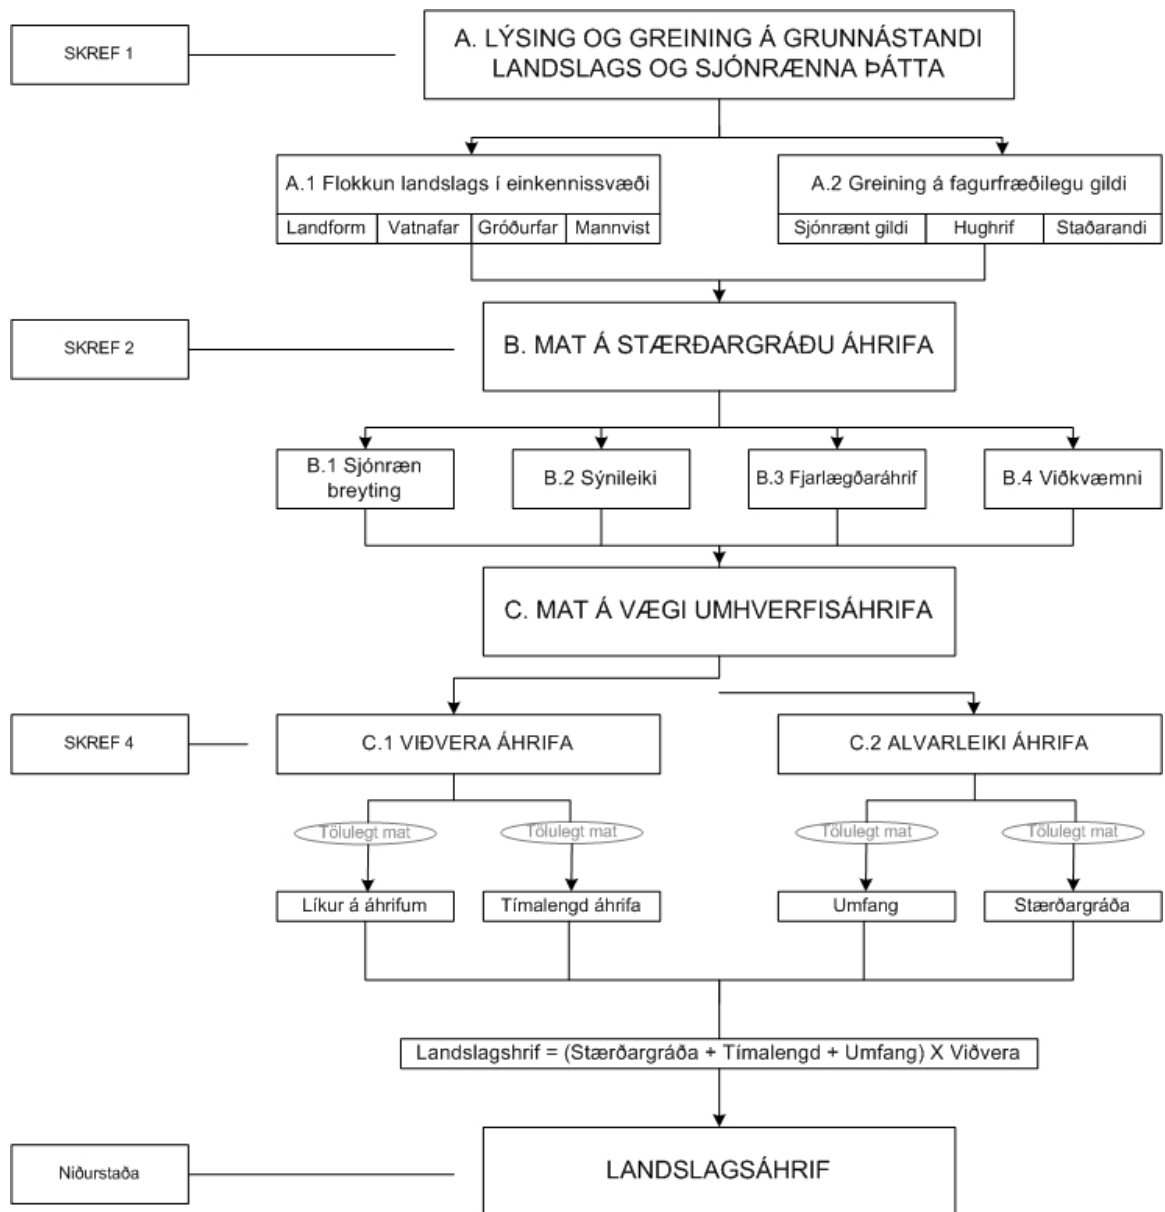 SKREF 1
A. LÝSING OG GREINING Á GRUNNÁSTANDI
LANDSLAGS OG SJÓNRÆNNA ÞÁTTA
A.1 Flokkun landslags í einkennissvæði
Landform Vatnafar Gróðurfar Mannvist
A.2 Greining á fagurfræðilegu gildi
Sjónrænt gildi Hughrif Staðarandi
SKREF 2
B. MAT Á STÆRÐARGRÁÐU ÁHRIFA
B.1 Sjónræn
breyting
B.2 Sýnileiki
B.3 Fjarlægðaráhrif
B.4 Viðkvæmni
C. MAT Á VÆGI UMHVERFISÁHRIFA
SKREF 4
C.1 VIÐVERA ÁHRIFA
C.2 ALVARLEIKI ÁHRIFA
Tölulegt mat
Tölulegt mat
Tölulegt mat
Tölulegt mat
Líkur á áhrifum
Tímalengd áhrifa
Umfang
Stærðargráða
Landslagshrif = (Stærðargráða + Tímalengd + Umfang) X Viðvera
Niðurstaða
LANDSLAGSÁHRIF